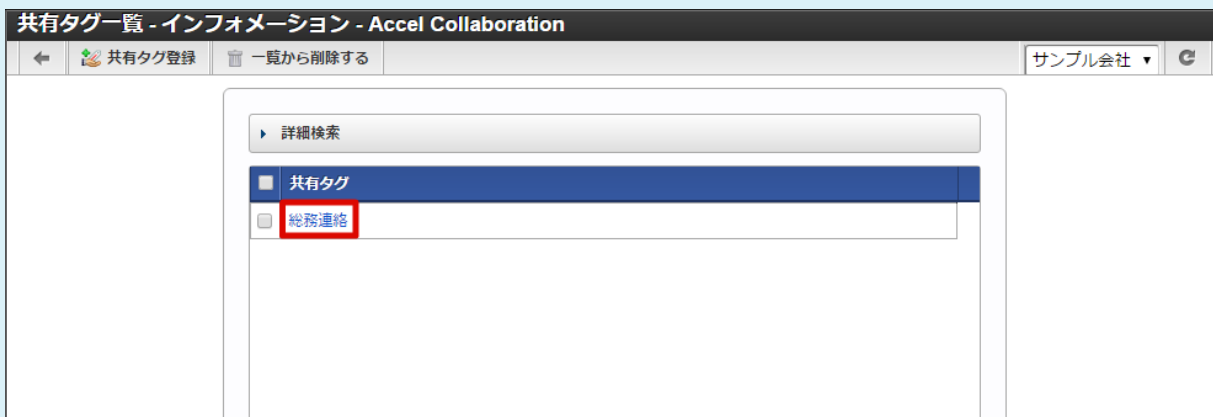 共有タグ一覧 - インフォメーション - Accel Collaboration
共有タグ登録 一覧から削除する サンプル会社
詳細検索
共有タグ
総務連絡